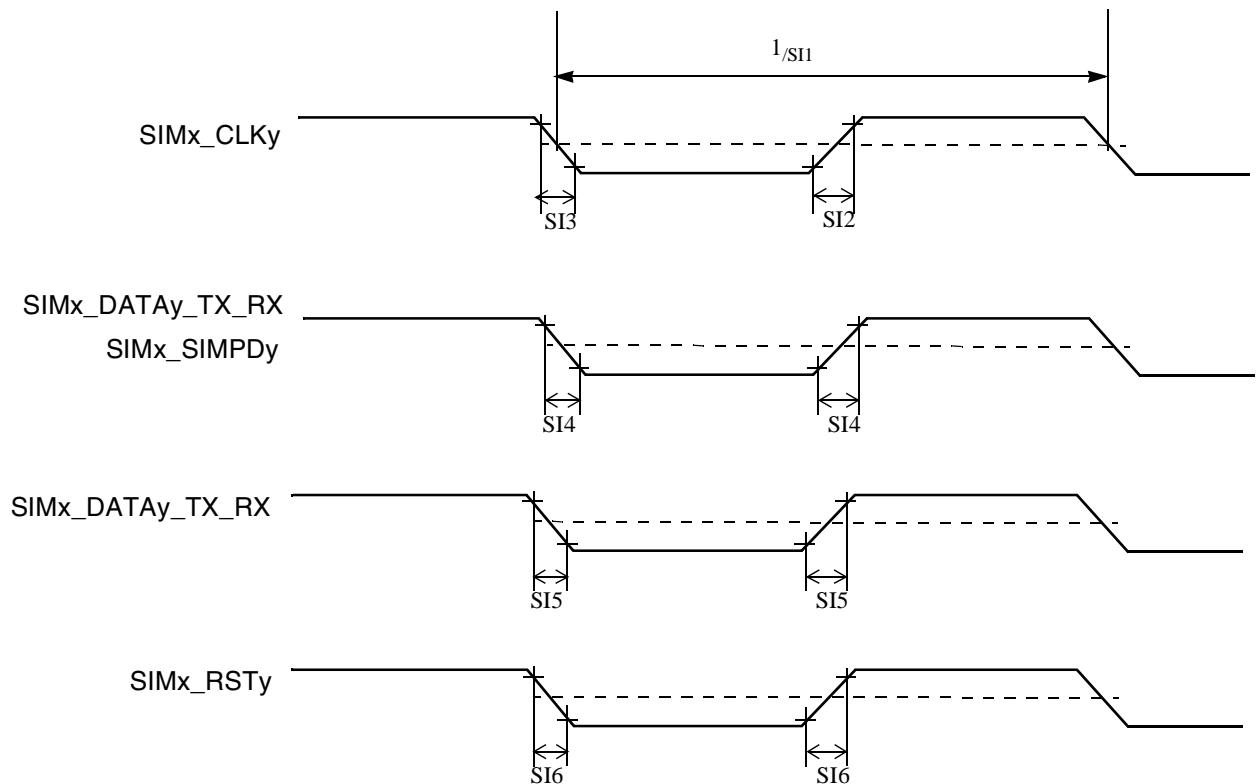 1/SI1
SIMx_CLKy
SI3
SI2
SIMx_DATAy_TX_RX
SIMx_SIMPDy
SI4
SI4
SIMx_DATAy_TX_RX
SI5
SI5
SIMx_RSTy
SI6
SI6